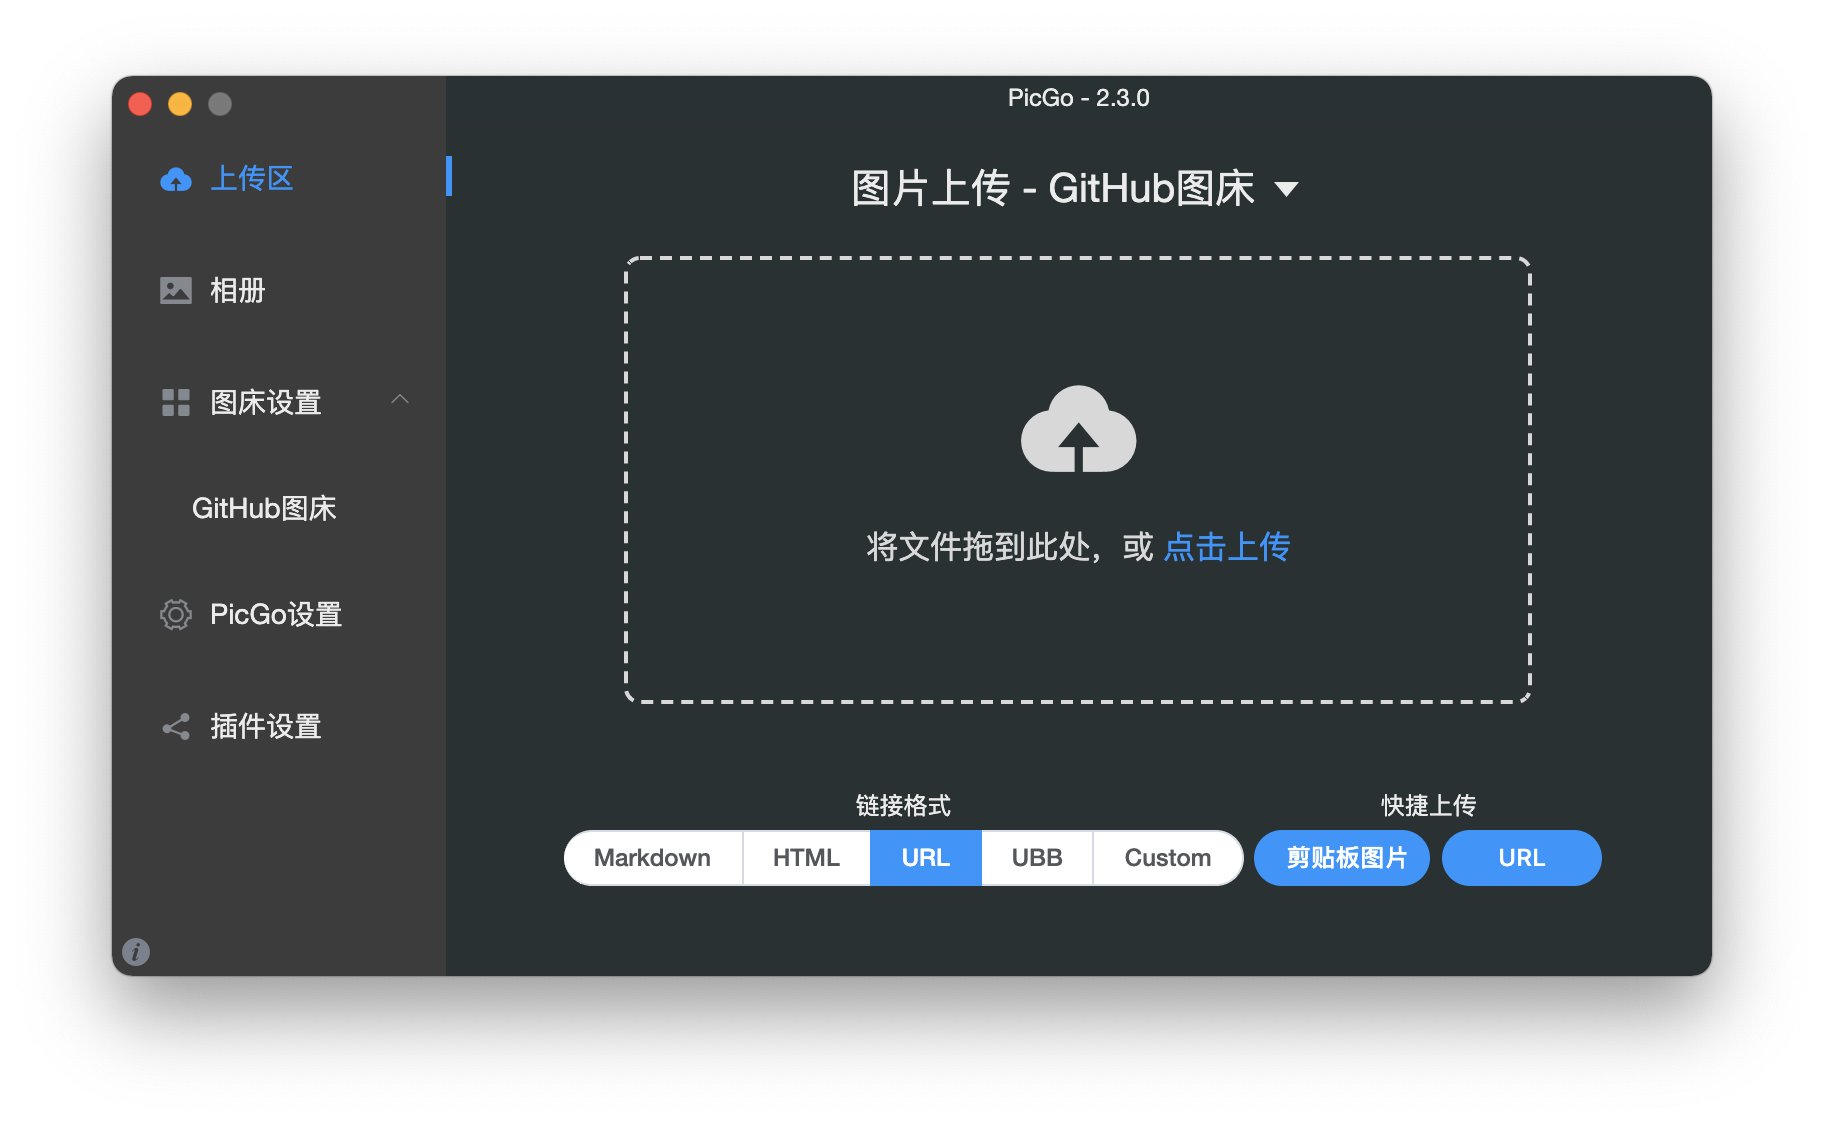 PicGo - 2.3.0
上传区
相册
图床设置
GitHub图床
PicGo设置
插件设置
图片上传 - GitHub图床
将文件拖到此处，或 点击上传
链接格式
Markdown HTML URL UBB Custom
快捷上传
剪贴板图片 URL
i